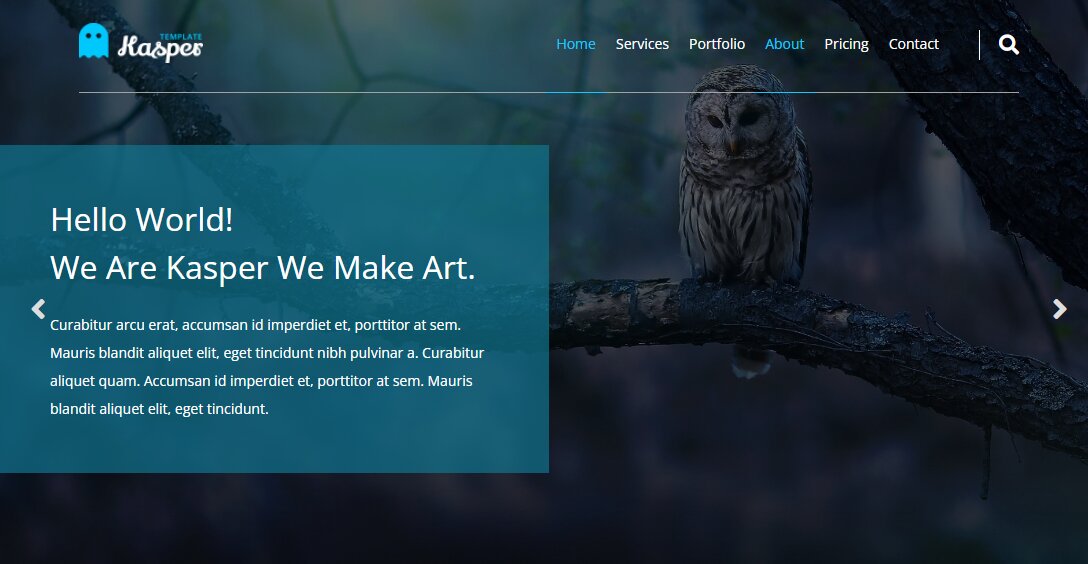 TEMPLATE
Kasper
Home Services Portfolio About Pricing Contact
Hello World!
We Are Kasper We Make Art.
Curabitur arcu erat, accumsan id imperdiet et, porttitor at sem.
Mauris blandit aliquet elit, eget tincidunt nibh pulvinar a. Curabitur
aliquet quam. Accumsan id imperdiet et, porttitor at sem. Mauris
blandit aliquet elit, eget tincidunt.